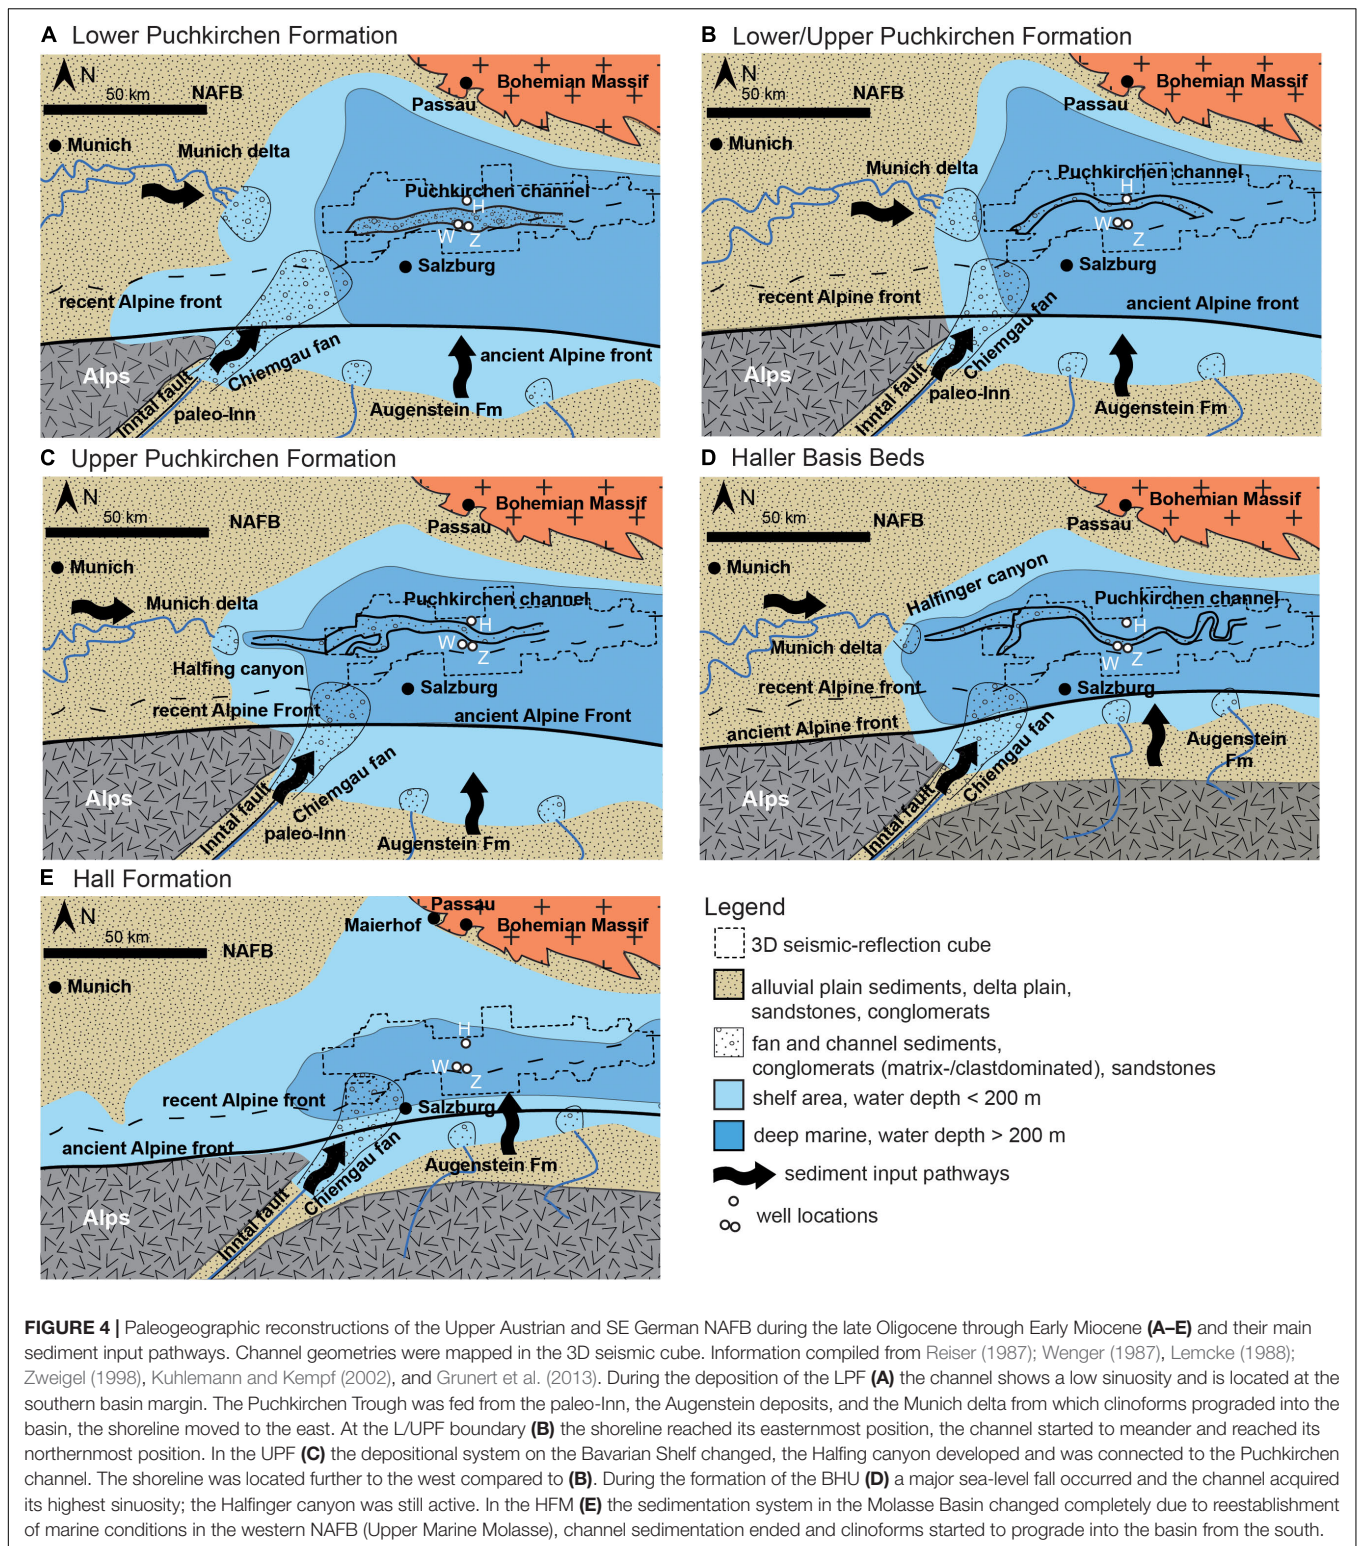 A Lower Puchkirchen Formation
N
50 km
NAFB
Bohemian Massif
Passau
Munich
Munich delta
Puchkirchen channel
H
W
Z
Salzburg
recent Alpine front
ancient Alpine front
Alps
Chiemgau fan
Inntal fault
paleo-Inn
Augenstein Fm
B Lower/Upper Puchkirchen Formation
N
50 km
NAFB
Bohemian Massif
Passau
Munich
Munich delta
Puchkirchen channel
H
W
Z
Salzburg
recent Alpine front
ancient Alpine front
Alps
Chiemgau fan
Inntal fault
paleo-Inn
Augenstein Fm
C Upper Puchkirchen Formation
N
50 km
NAFB
Bohemian Massif
Passau
Munich
Munich delta
Puchkirchen channel
H
W
Z
Halfing canyon
Salzburg
recent Alpine Front
ancient Alpine Front
Alps
Chiemgau fan
Inntal fault
paleo-Inn
Augenstein Fm
D Haller Basis Beds
N
50 km
NAFB
Bohemian Massif
Passau
Munich
Halfinger canyon
Puchkirchen channel
H
Munich delta
W
Z
recent Alpine front
Salzburg
ancient Alpine front
Augenstein
Fm
Alps
Chiemgau fan
Inntal fault
E Hall Formation
N
50 km
NAFB
Passau
Maierhof
Bohemian Massif
Munich
H
W
Z
recent Alpine front
Salzburg
ancient Alpine front
Augenstein Fm
Alps
Chiemgau fan
Inntal fault
Legend
3D seismic-reflection cube
alluvial plain sediments, delta plain,
sandstones, conglomerats
fan and channel sediments,
conglomerats (matrix-/clastdominated), sandstones
shelf area, water depth < 200 m
deep marine, water depth > 200 m
sediment input pathways
well locations
FIGURE 4 | Paleogeographic reconstructions of the Upper Austrian and SE German NAFB during the late Oligocene through Early Miocene (A–E) and their main
sediment input pathways. Channel geometries were mapped in the 3D seismic cube. Information compiled from Reiser (1987); Wenger (1987), Lemcke (1988);
Zweigel (1998), Kuhlemann and Kempf (2002), and Grunert et al. (2013). During the deposition of the LPF (A) the channel shows a low sinuosity and is located at the
southern basin margin. The Puchkirchen Trough was fed from the paleo-Inn, the Augenstein deposits, and the Munich delta from which clinoforms prograded into the
basin, the shoreline moved to the east. At the L/UPF boundary (B) the shoreline reached its easternmost position, the channel started to meander and reached its
northernmost position. In the UPF (C) the depositional system on the Bavarian Shelf changed, the Halfing canyon developed and was connected to the Puchkirchen
channel. The shoreline was located further to the west compared to (B). During the formation of the BHU (D) a major sea-level fall occurred and the channel acquired
its highest sinuosity; the Halfinger canyon was still active. In the HFM (E) the sedimentation system in the Molasse Basin changed completely due to reestablishment
of marine conditions in the western NAFB (Upper Marine Molasse), channel sedimentation ended and clinoforms started to prograde into the basin from the south.